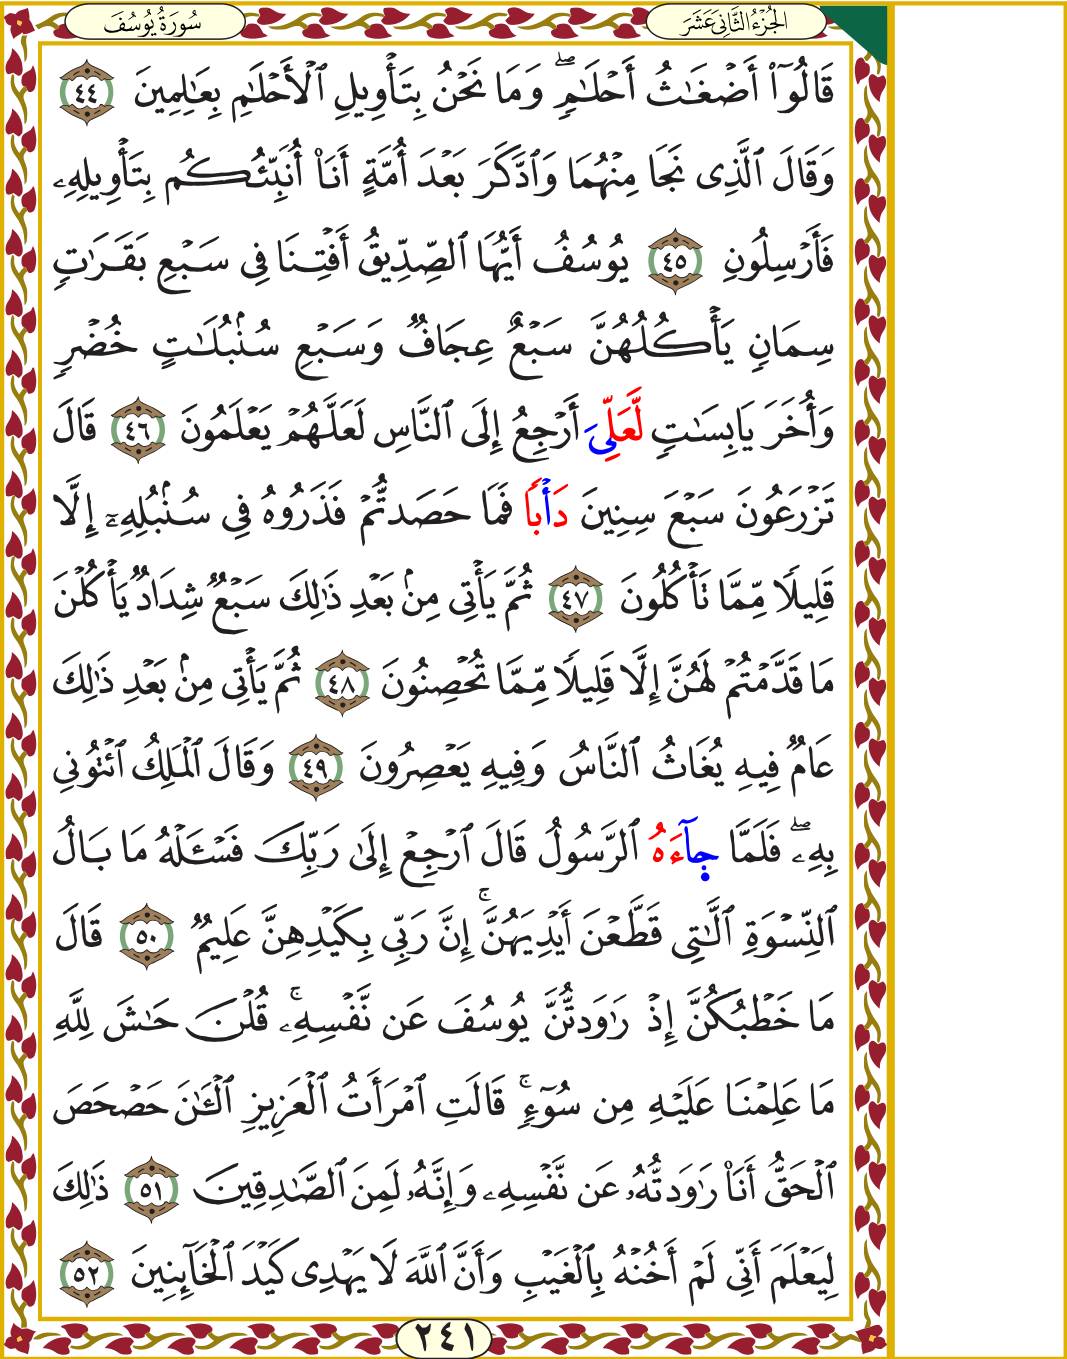 الجُزْءُ الثَّانِيَ عَشَرَ
سُورَةُ يُوسُفَ
قَالُوٓا۟ أَضۡغَٰثُ أَحۡلَٰمٖۖ وَمَا نَحۡنُ بِتَأۡوِيلِ ٱلۡأَحۡلَٰمِ بِعَٰلِمِينَ ٤٤
وَقَالَ ٱلَّذِى نَجَا مِنۡهُمَا وَٱدَّكَرَ بَعۡدَ أُمَّةٍ أَنَا۠ أُنَبِّئُكُم بِتَأۡوِيلِهِۦ
فَأَرۡسِلُونِ ٤٥ يُوسُفُ أَيُّهَا ٱلصِّدِّيقُ أَفۡتِنَا فِى سَبۡعِ بَقَرَٰتٖ
سِمَانٖ يَأۡكُلُهُنَّ سَبۡعٌ عِجَافٞ وَسَبۡعِ سُنۢبُلَٰتٍ خُضۡرٖ
وَأُخَرَ يَابِسَٰتٖ لَّعَلِّىَ أَرۡجِعُ إِلَى ٱلنَّاسِ لَعَلَّهُمۡ يَعۡلَمُونَ ٤٦ قَالَ
تَزۡرَعُونَ سَبۡعَ سِنِينَ دَأۡبٗا فَمَا حَصَدتُّمۡ فَذَرُوهُ فِى سُنۢبُلِهِۦٓ إِلَّا
قَلِيلٗا مِّمَّا تَأۡكُلُونَ ٤٧ ثُمَّ يَأۡتِى مِنۢ بَعۡدِ ذَٰلِكَ سَبۡعٞ شِدَادٞ يَأۡكُلۡنَ
مَا قَدَّمۡتُمۡ لَهُنَّ إِلَّا قَلِيلٗا مِّمَّا تُحۡصِنُونَ ٤٨ ثُمَّ يَأۡتِى مِنۢ بَعۡدِ ذَٰلِكَ
عَامٞ فِيهِ يُغَاثُ ٱلنَّاسُ وَفِيهِ يَعۡصِرُونَ ٤٩ وَقَالَ ٱلۡمَلِكُ ٱئۡتُونِى
بِهِۦۖ فَلَمَّا جَآءَهُ ٱلرَّسُولُ قَالَ ٱرۡجِعۡ إِلَىٰ رَبِّكَ فَسۡـَٔلۡهُ مَا بَالُ
ٱلنِّسۡوَةِ ٱلَّٰتِى قَطَّعۡنَ أَيۡدِيَهُنَّۚ إِنَّ رَبِّى بِكَيۡدِهِنَّ عَلِيمٞ ٥٠ قَالَ
مَا خَطۡبُكُنَّ إِذۡ رَٰوَدتُّنَّ يُوسُفَ عَن نَّفۡسِهِۦۚ قُلۡنَ حَٰشَ لِلَّهِ
مَا عَلِمۡنَا عَلَيۡهِ مِن سُوٓءٖۚ قَالَتِ ٱمۡرَأَتُ ٱلۡعَزِيزِ ٱلۡـَٰٔنَ حَصۡحَصَ
ٱلۡحَقُّ أَنَا۠ رَٰوَدتُّهُۥ عَن نَّفۡسِهِۦ وَإِنَّهُۥ لَمِنَ ٱلصَّٰدِقِينَ ٥١ ذَٰلِكَ
لِيَعۡلَمَ أَنِّى لَمۡ أَخُنۡهُ بِٱلۡغَيۡبِ وَأَنَّ ٱللَّهَ لَا يَهۡدِى كَيۡدَ ٱلۡخَآئِنِينَ ٥٢
٢٤١